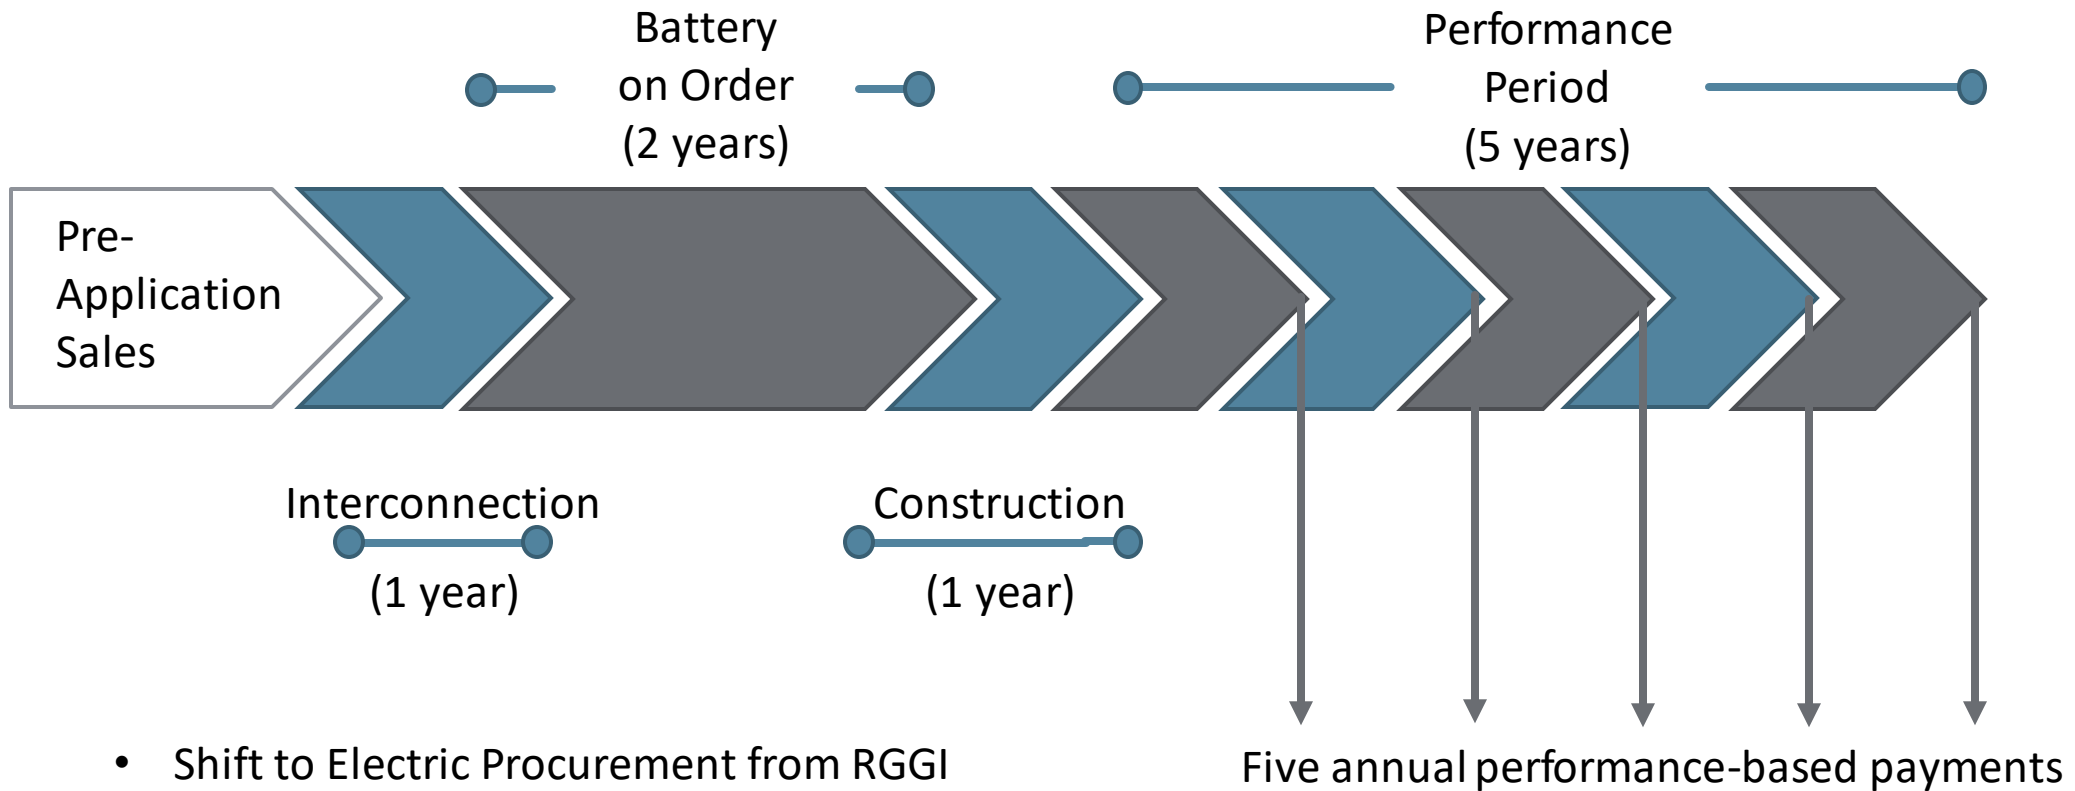 Battery
on Order
(2 years)
Performance
Period
(5 years)
Pre-
Application
Sales
Interconnection
(1 year)
Construction
(1 year)
• Shift to Electric Procurement from RGGI
Five annual performance-based payments